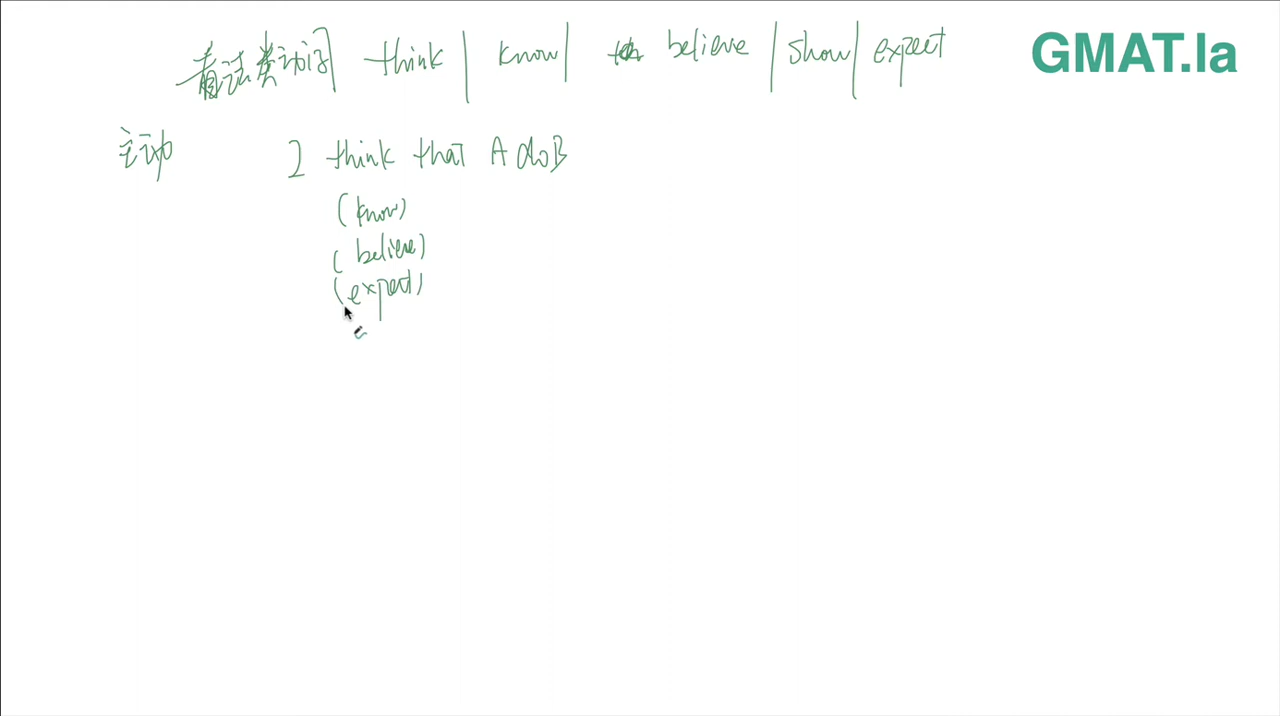 看法类动词 think | know | believe | show | expect GMAT.la
主动 I think that A do B
(know)
(believe)
(expect)